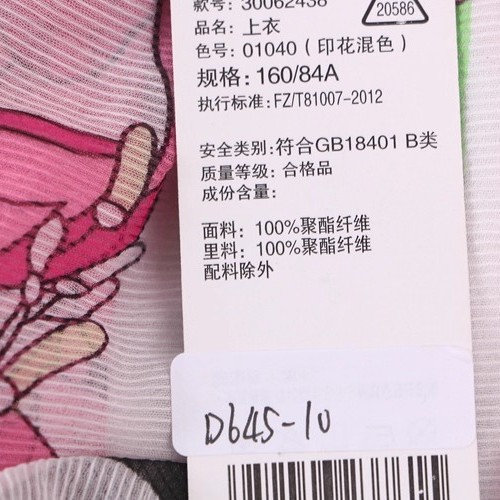 款号: 30062438
20586
品名: 上衣
色号: 01040（印花混色）
规格: 160/84A
执行标准: FZ/T81007-2012
安全类别: 符合GB18401 B类
质量等级: 合格品
成份含量:
面料: 100%聚酯纤维
里料: 100%聚酯纤维
配料除外
D645-10